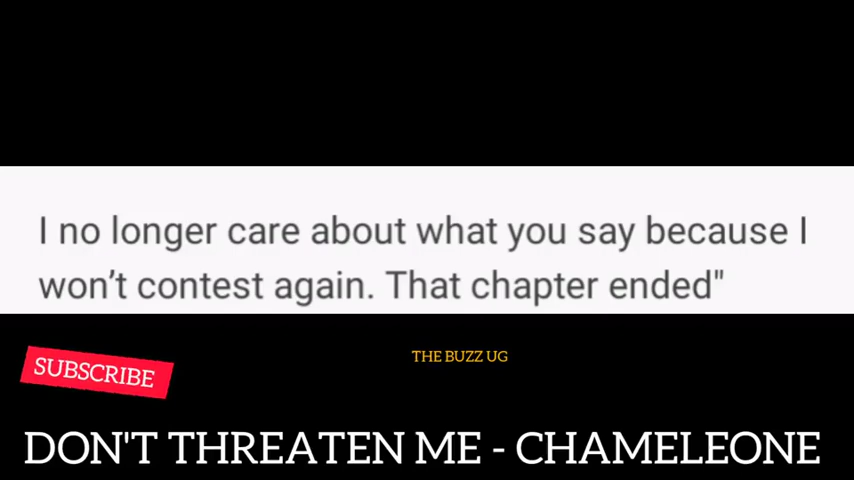 I no longer care about what you say because I
won’t contest again. That chapter ended"
SUBSCRIBE
THE BUZZ UG
DON'T THREATEN ME - CHAMELEONE